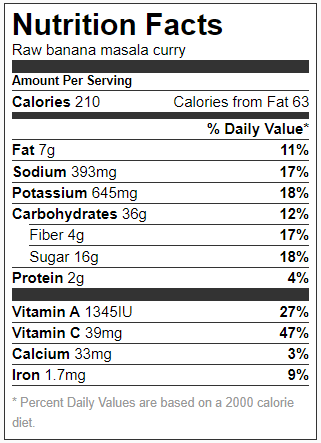 Nutrition Facts
Raw banana masala curry
Amount Per Serving
Calories 210 Calories from Fat 63
% Daily Value*
Fat 7g 11%
Sodium 393mg 17%
Potassium 645mg 18%
Carbohydrates 36g 12%
Fiber 4g 17%
Sugar 16g 18%
Protein 2g 4%
Vitamin A 1345IU 27%
Vitamin C 39mg 47%
Calcium 33mg 3%
Iron 1.7mg 9%
* Percent Daily Values are based on a 2000 calorie
diet.